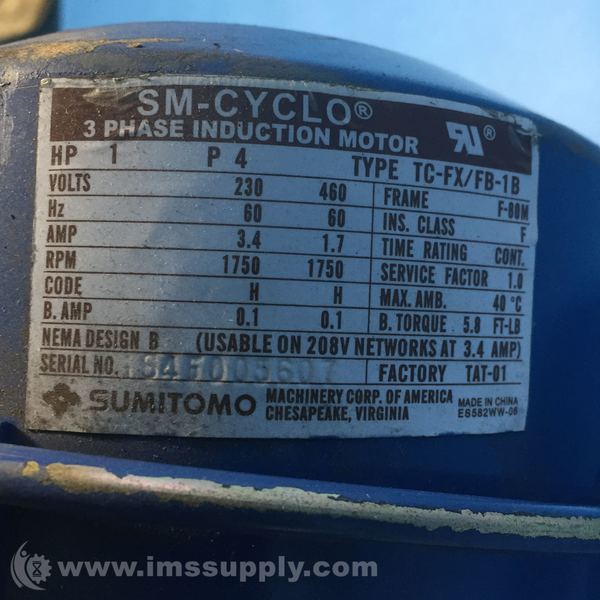 SM-CYCLO®
3 PHASE INDUCTION MOTOR
HP 1 P 4 TYPE TC-FX/FB-1B
VOLTS 230 460 FRAME F-80M
Hz 60 60 INS. CLASS F
AMP 3.4 1.7 TIME RATING CONT.
RPM 1750 1750 SERVICE FACTOR 1.0
CODE H H MAX. AMB. 40 °C
B. AMP 0.1 0.1 B. TORQUE 5.8 FT-LB
NEMA DESIGN B (USABLE ON 208V NETWORKS AT 3.4 AMP)
SERIAL NO. FACTORY TAT-01
SUMITOMO MACHINERY CORP. OF AMERICA
CHESAPEAKE, VIRGINIA
MADE IN CHINA
ES582WW-06
www.imssupply.com